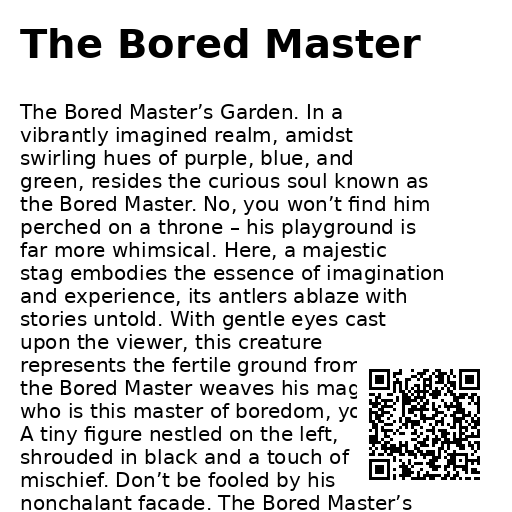 The Bored Master
The Bored Master’s Garden. In a
vibrantly imagined realm, amidst
swirling hues of purple, blue, and
green, resides the curious soul known as
the Bored Master. No, you won’t find him
perched on a throne – his playground is
far more whimsical. Here, a majestic
stag embodies the essence of imagination
and experience, its antlers ablaze with
stories untold. With gentle eyes cast
upon the viewer, this creature
represents the fertile ground from
the Bored Master weaves his
who is this master of boredom,
A tiny figure nestled on the left,
shrouded in black and a touch of
mischief. Don’t be fooled by his
nonchalant facade. The Bored Master’s